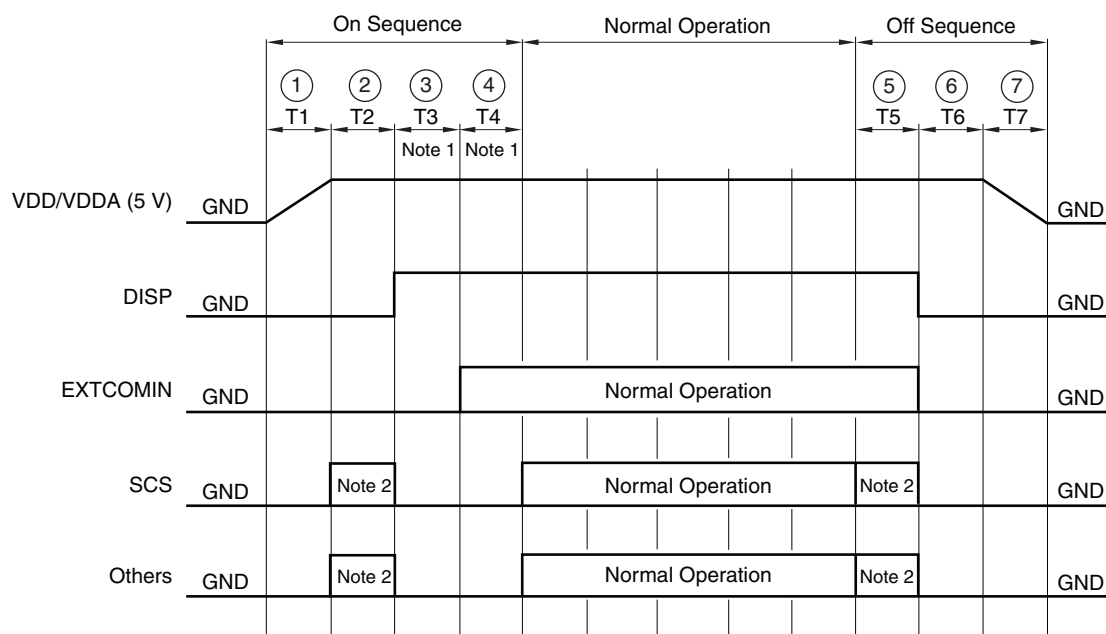 On Sequence Normal Operation Off Sequence
1 2 3 4 5 6 7
T1 T2 T3 T4 T5 T6 T7
Note 1 Note 1
VDD/VDDA (5 V) GND GND
DISP GND GND
EXTCOMIN GND Normal Operation GND
SCS GND Note 2 Normal Operation Note 2 GND
Others GND Note 2 Normal Operation Note 2 GND